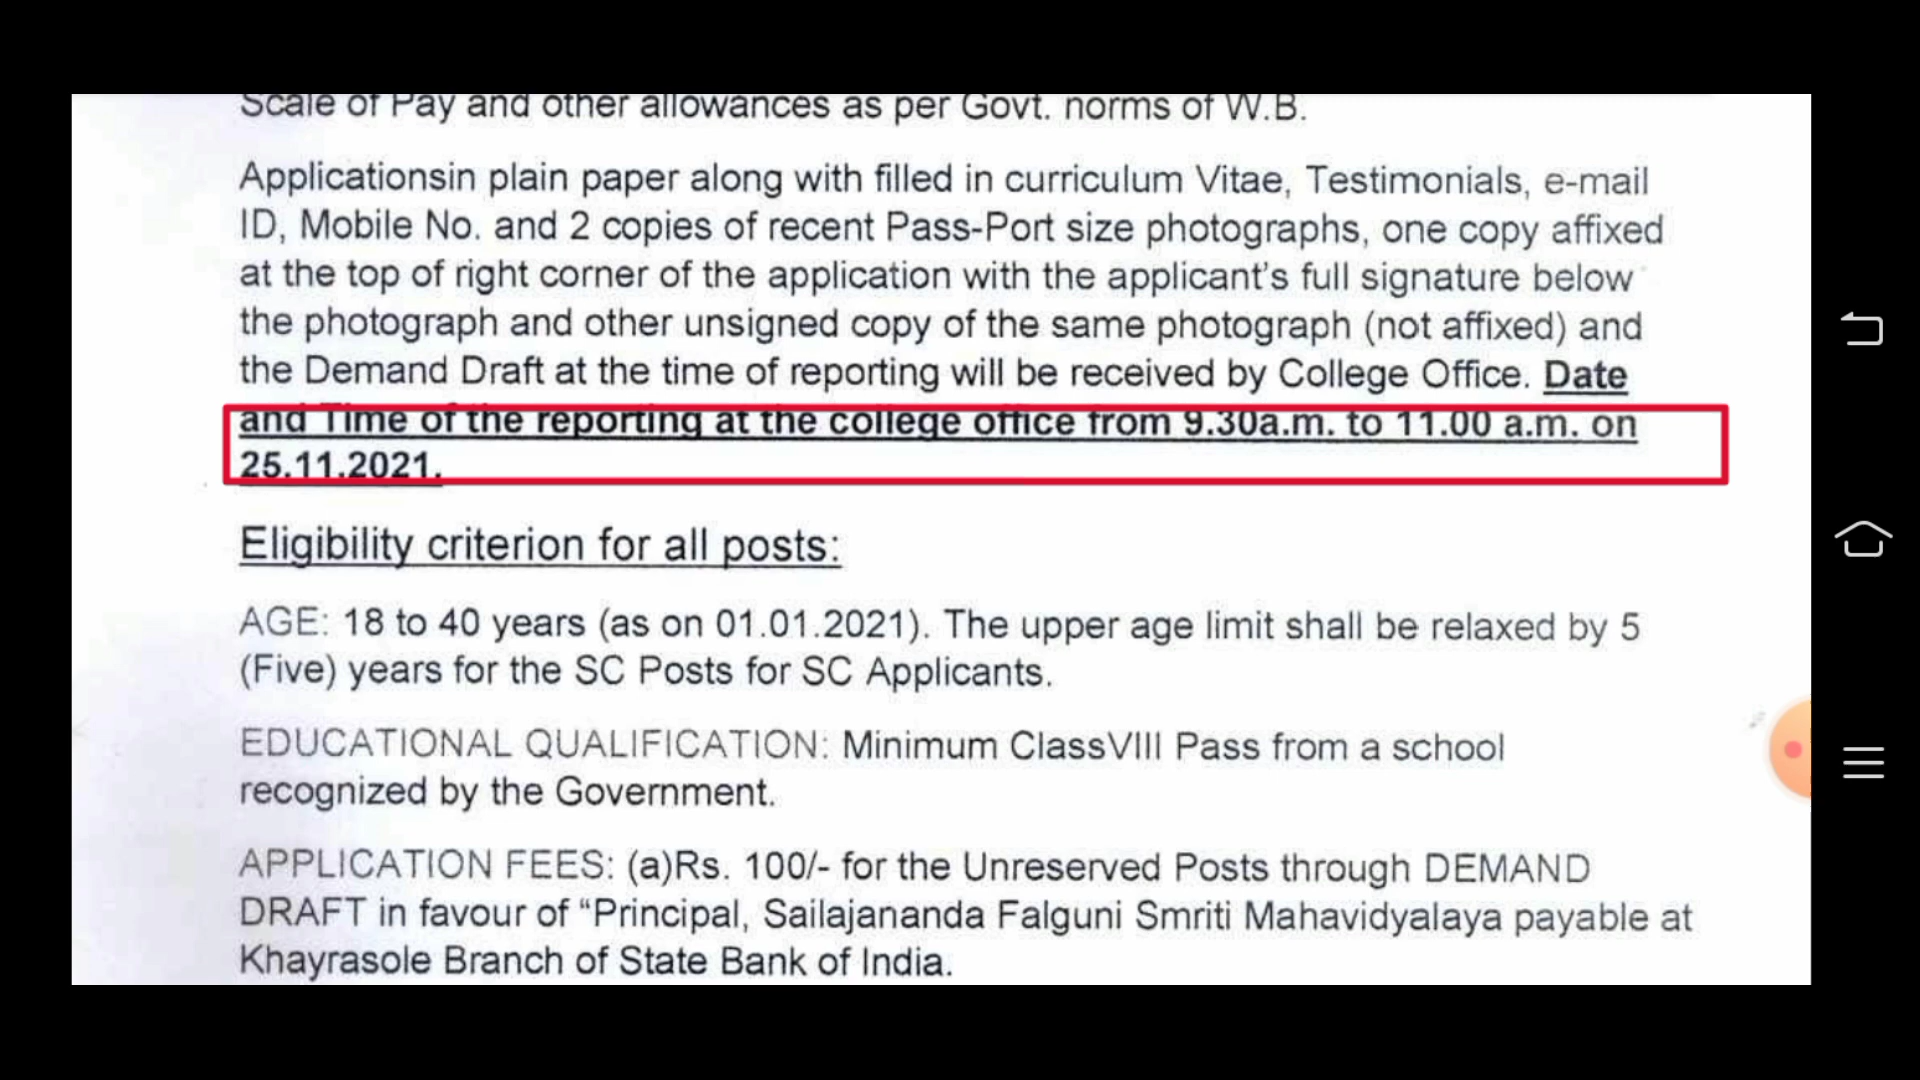 Scale of Pay and other allowances as per Govt. norms of W.B.
Applicationsin plain paper along with filled in curriculum Vitae, Testimonials, e-mail
ID, Mobile No. and 2 copies of recent Pass-Port size photographs, one copy affixed
at the top of right corner of the application with the applicant's full signature below
the photograph and other unsigned copy of the same photograph (not affixed) and
the Demand Draft at the time of reporting will be received by College Office. Date
and Time of the reporting at the college office from 9.30a.m. to 11.00 a.m. on
25.11.2021.
Eligibility criterion for all posts:
AGE: 18 to 40 years (as on 01.01.2021). The upper age limit shall be relaxed by 5
(Five) years for the SC Posts for SC Applicants.
EDUCATIONAL QUALIFICATION: Minimum ClassVIII Pass from a school
recognized by the Government.
APPLICATION FEES: (a)Rs. 100/- for the Unreserved Posts through DEMAND
DRAFT in favour of “Principal, Sailajananda Falguni Smriti Mahavidyalaya payable at
Khayrasole Branch of State Bank of India.